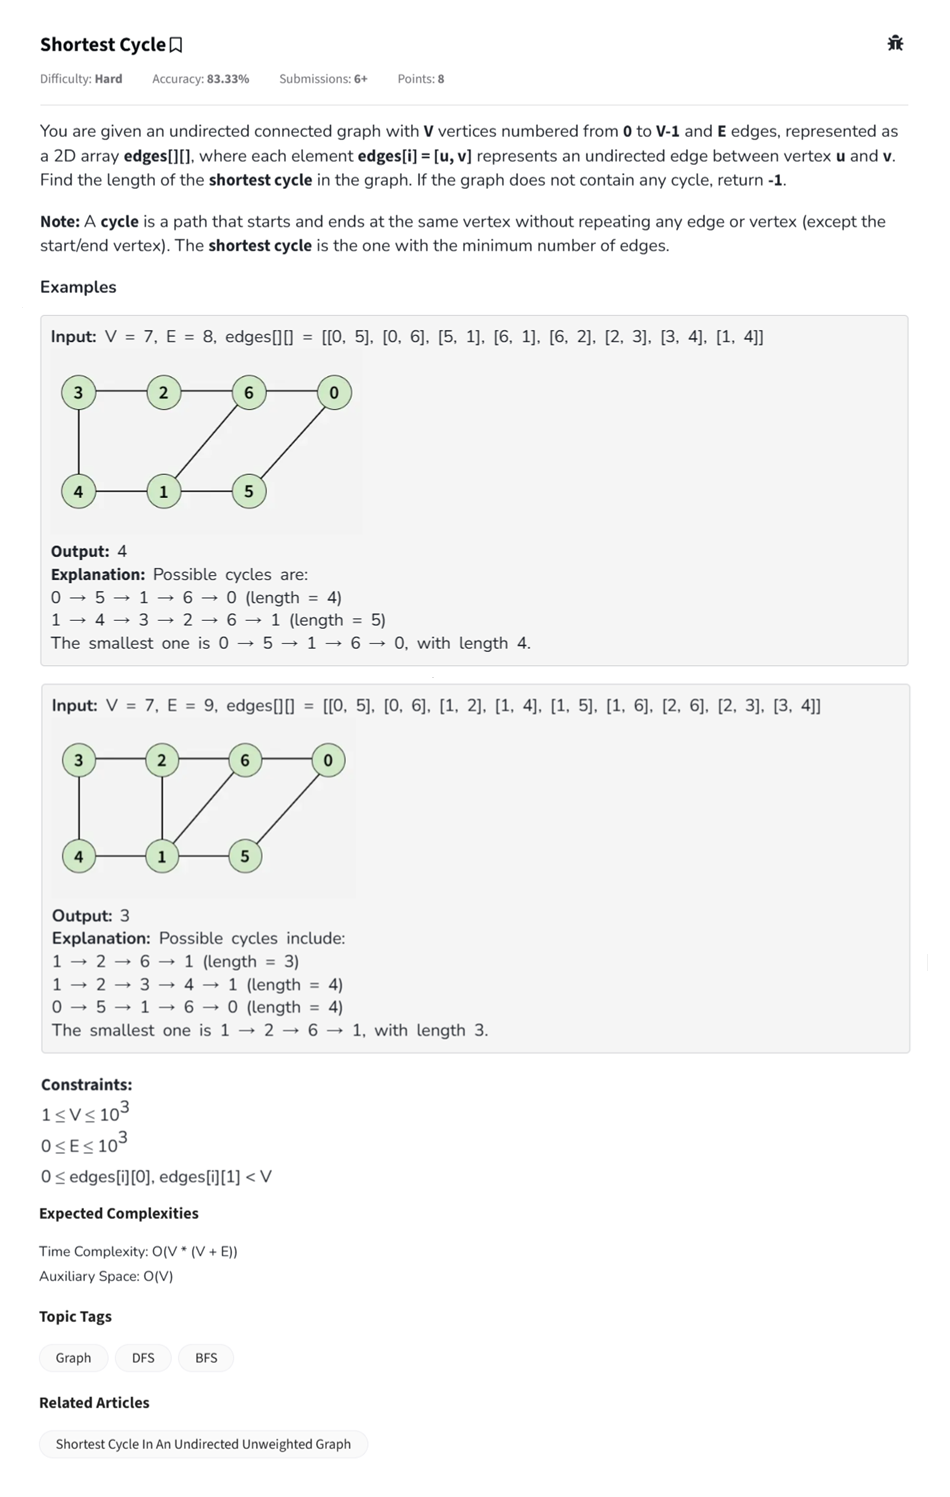 Shortest Cycle
Difficulty: Hard Accuracy: 83.33% Submissions: 6+ Points: 8
You are given an undirected connected graph with V vertices numbered from 0 to V-1 and E edges, represented as
a 2D array edges[][], where each element edges[i] = [u, v] represents an undirected edge between vertex u and v.
Find the length of the shortest cycle in the graph. If the graph does not contain any cycle, return -1.
Note: A cycle is a path that starts and ends at the same vertex without repeating any edge or vertex (except the
start/end vertex). The shortest cycle is the one with the minimum number of edges.
Examples
Input: V = 7, E = 8, edges[][] = [[0, 5], [0, 6], [5, 1], [6, 1], [6, 2], [2, 3], [3, 4], [1, 4]]
3 2 6 0
4 1 5
Output: 4
Explanation: Possible cycles are:
0 → 5 → 1 → 6 → 0 (length = 4)
1 → 4 → 3 → 2 → 6 → 1 (length = 5)
The smallest one is 0 → 5 → 1 → 6 → 0, with length 4.
Input: V = 7, E = 9, edges[][] = [[0, 5], [0, 6], [1, 2], [1, 4], [1, 5], [1, 6], [2, 6], [2, 3], [3, 4]]
3 2 6 0
4 1 5
Output: 3
Explanation: Possible cycles include:
1 → 2 → 6 → 1 (length = 3)
1 → 2 → 3 → 4 → 1 (length = 4)
0 → 5 → 1 → 6 → 0 (length = 4)
The smallest one is 1 → 2 → 6 → 1, with length 3.
Constraints:
1 ≤ V ≤ 10³
0 ≤ E ≤ 10³
0 ≤ edges[i][0], edges[i][1] < V
Expected Complexities
Time Complexity: O(V * (V + E))
Auxiliary Space: O(V)
Topic Tags
Graph DFS BFS
Related Articles
Shortest Cycle In An Undirected Unweighted Graph